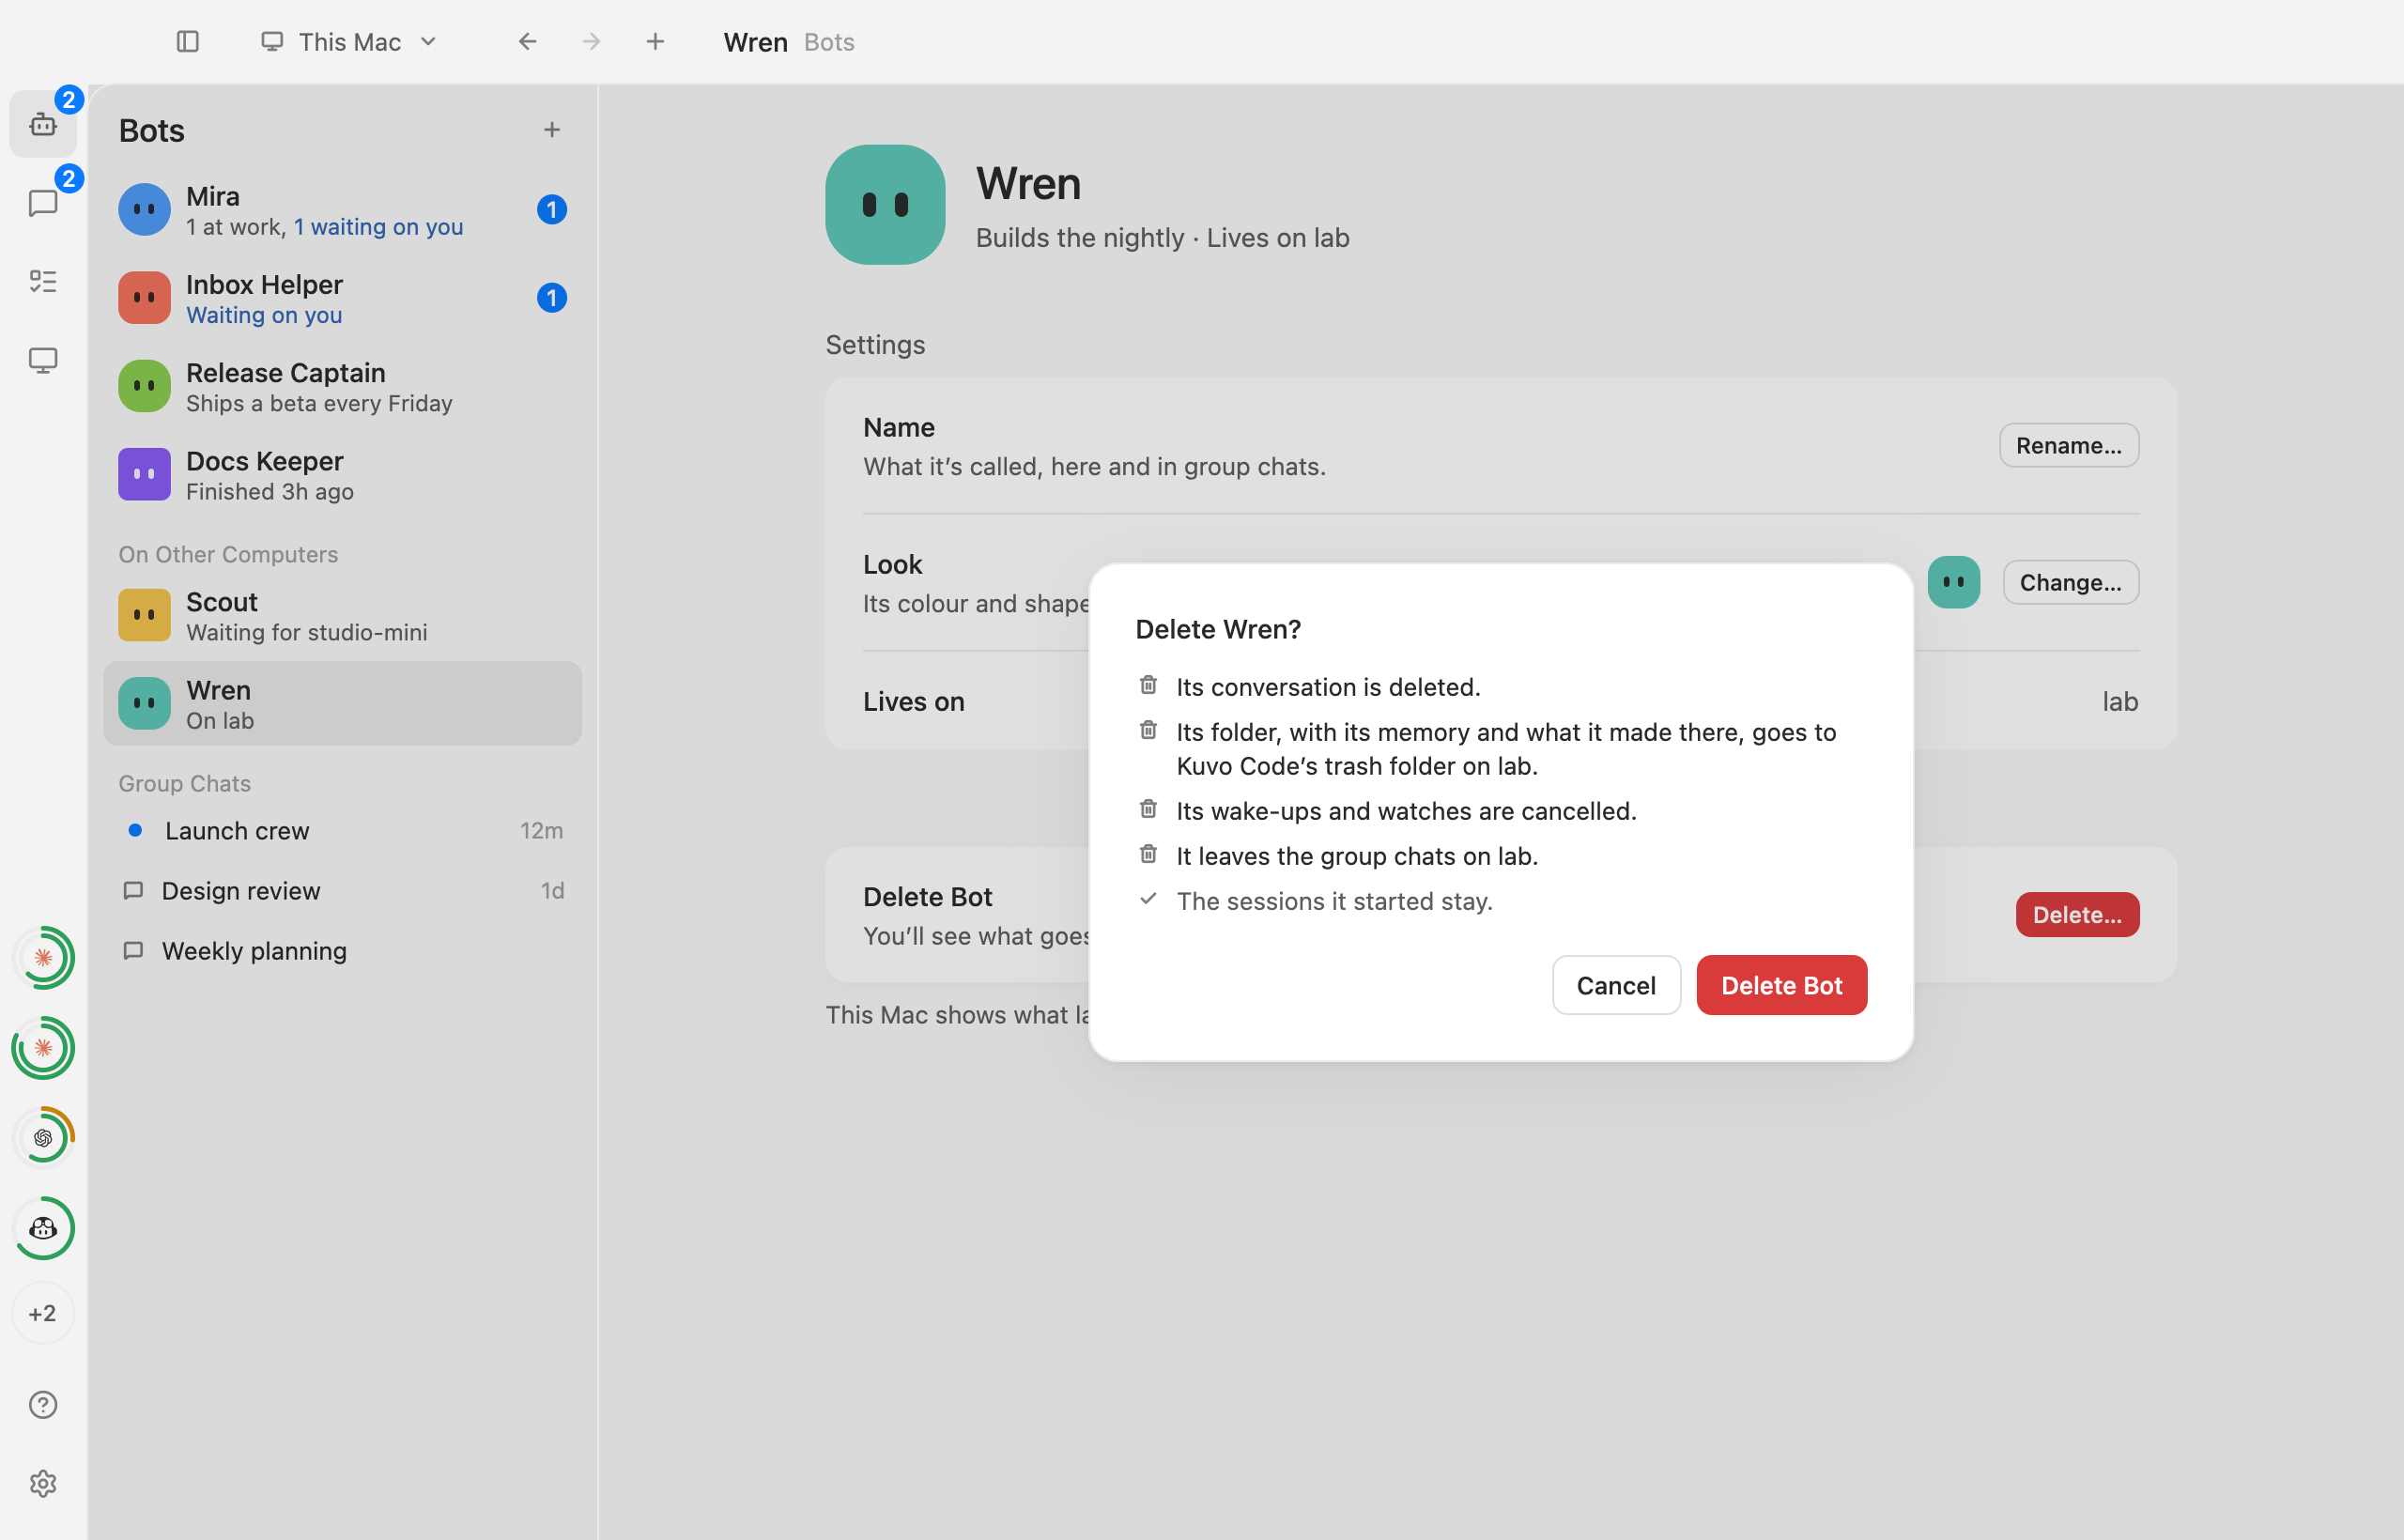 This Mac
Wren Bots
2
2
Bots
Mira
1 at work, 1 waiting on you
1
Inbox Helper
Waiting on you
1
Release Captain
Ships a beta every Friday
Docs Keeper
Finished 3h ago
On Other Computers
Scout
Waiting for studio-mini
Wren
On lab
Group Chats
Launch crew 12m
Design review 1d
Weekly planning
+2
Wren
Builds the nightly · Lives on lab
Settings
Name
What it’s called, here and in group chats.
Rename...
Look
Its colour and shape
Change...
Lives on
lab
Delete Bot
You’ll see what goes
Delete...
This Mac shows what
Delete Wren?
Its conversation is deleted.
Its folder, with its memory and what it made there, goes to
Kuvo Code’s trash folder on lab.
Its wake-ups and watches are cancelled.
It leaves the group chats on lab.
The sessions it started stay.
Cancel
Delete Bot